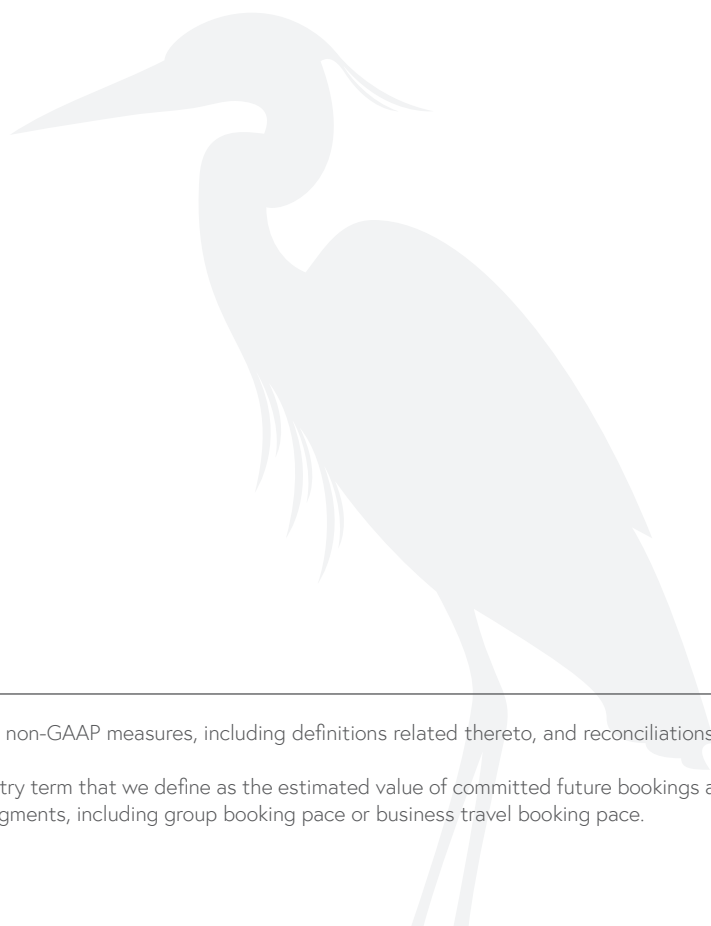 non-GAAP measures, including definitions related thereto, and reconciliations
try term that we define as the estimated value of committed future bookings a
gments, including group booking pace or business travel booking pace.